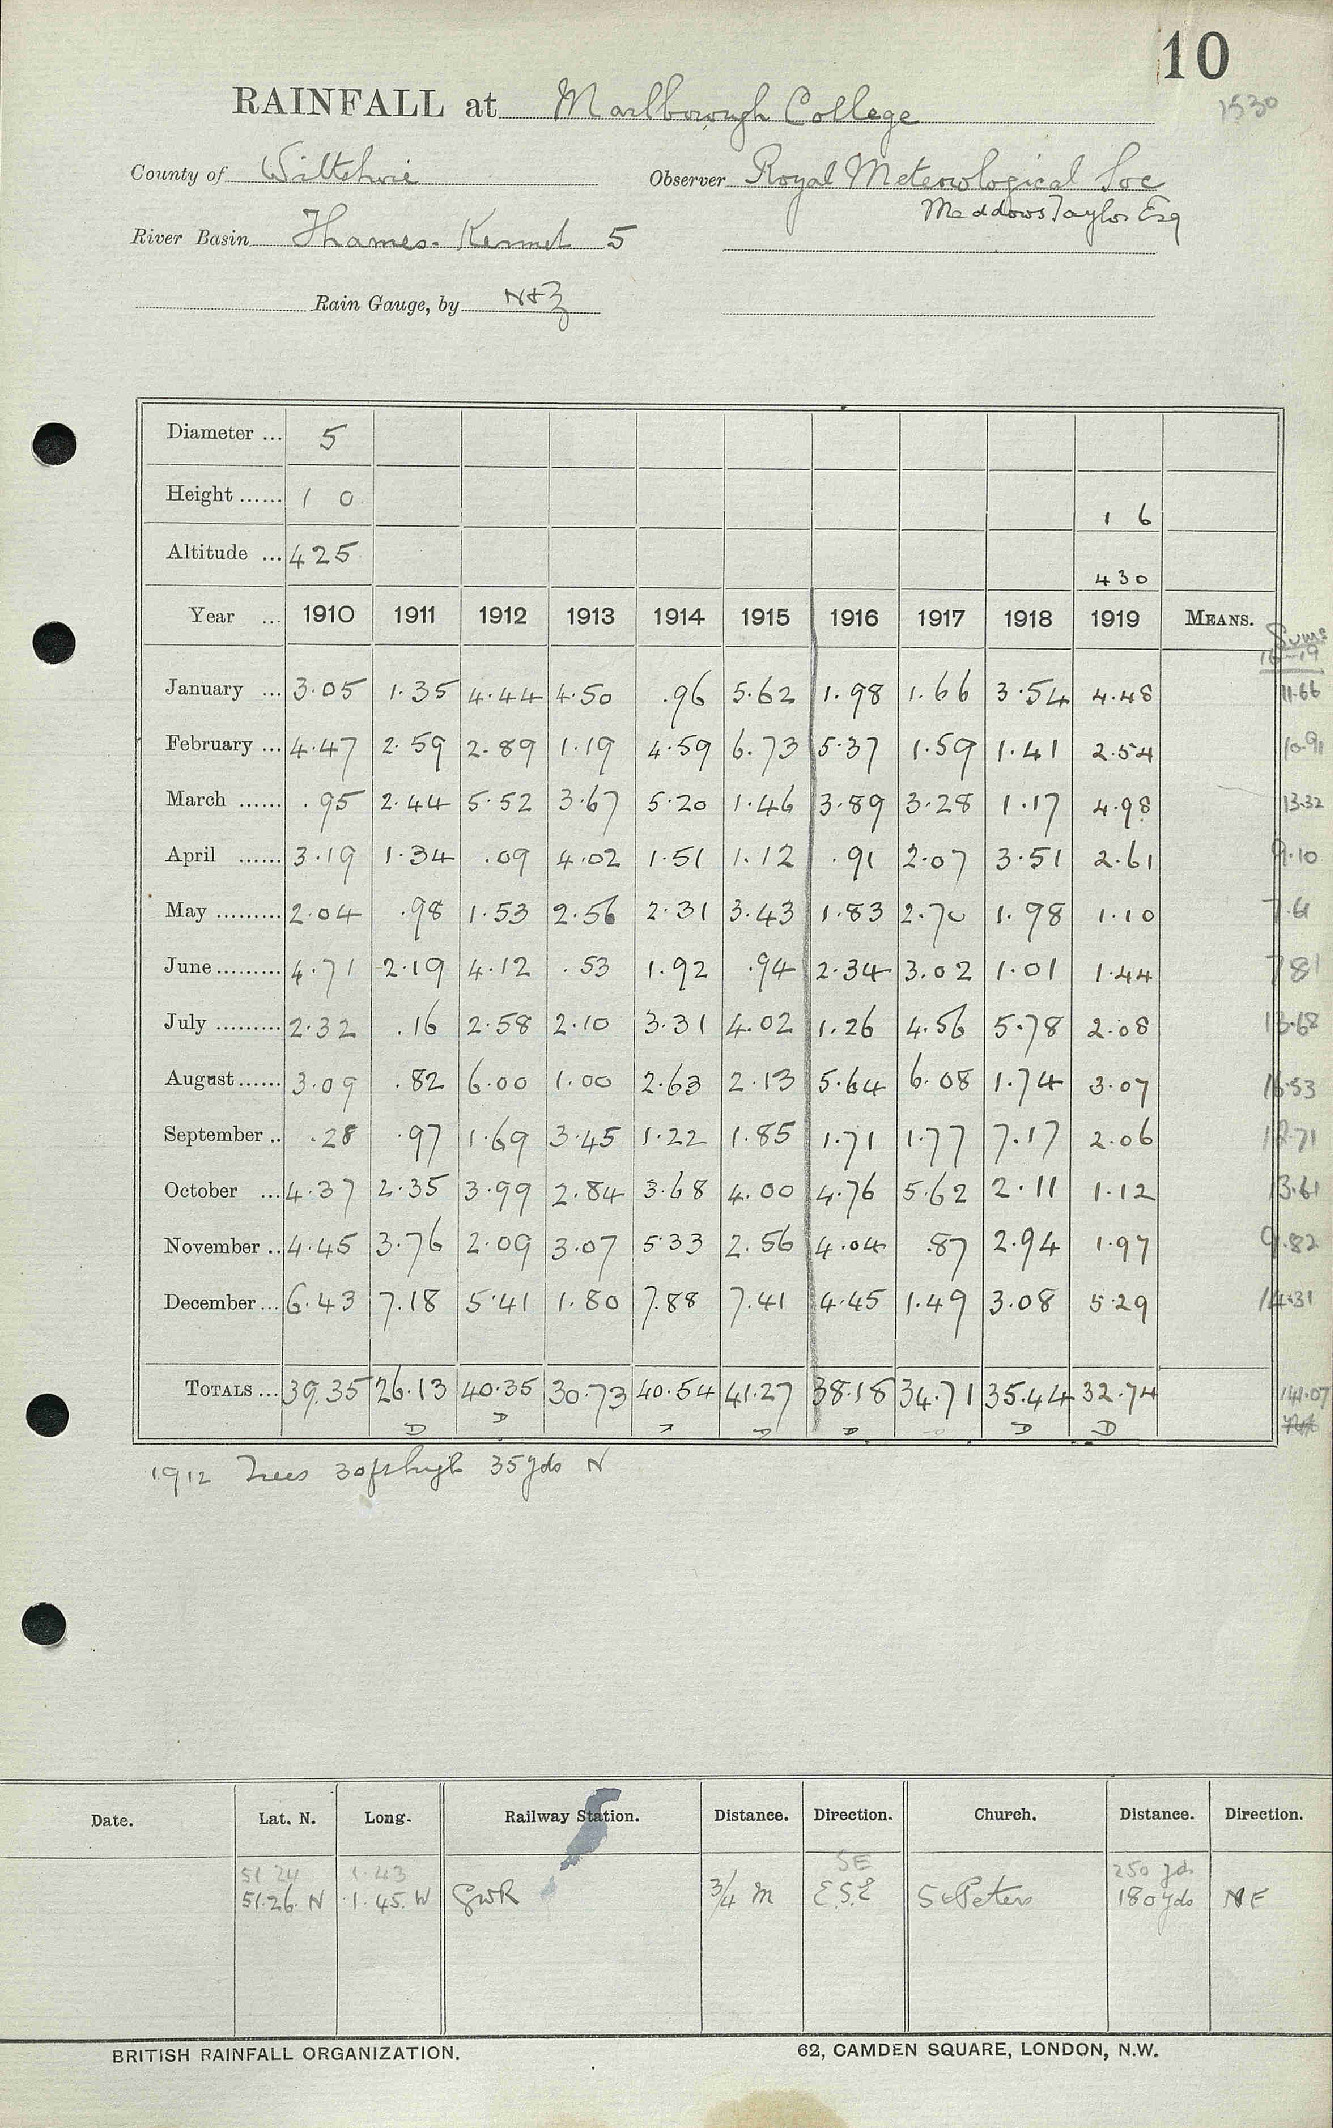 10
1530
RAINFALL at Marlborough College
County of Wiltshire Observer Royal Meterological Soc
Meddows Taylor Esq
River Basin Thames. Kennet 5
Rain Gauge, by N+Z
Diameter ... 5
Height ...... 1 0 1 6
Altitude ... 425 430
Year ... 1910 1911 1912 1913 1914 1915 1916 1917 1918 1919 MEANS. Sums 16-19
January ... 3.05 1.35 4.44 4.50 .96 5.62 1.98 1.66 3.54 4.48 11.66
February ... 4.47 2.59 2.89 1.19 4.59 6.73 5.37 1.59 1.41 2.54 10.91
March ...... .95 2.44 5.52 3.67 5.20 1.46 3.89 3.28 1.17 4.98 13.32
April ...... 3.19 1.34 .09 4.02 1.51 1.12 .91 2.07 3.51 2.61 9.10
May ......... 2.04 .98 1.53 2.56 2.31 3.43 1.83 2.70 1.98 1.10 7.61
June ......... 4.71 2.19 4.12 .53 1.92 .94 2.34 3.02 1.01 1.44 7.81
July ......... 2.32 .16 2.58 2.10 3.31 4.02 1.26 4.56 5.78 2.08 13.68
August ...... 3.09 .82 6.00 1.00 2.63 2.13 5.64 6.08 1.74 3.07 16.53
September .. .28 .97 1.69 3.45 1.22 1.85 1.71 1.77 7.17 2.06 12.71
October ... 4.37 2.35 3.99 2.84 3.68 4.00 4.76 5.62 2.11 1.12 13.61
November .. 4.45 3.76 2.09 3.07 5.33 2.56 4.04 .87 2.94 1.97 9.82
December ... 6.43 7.18 5.41 1.80 7.88 7.41 4.45 1.49 3.08 5.29 14.31
TOTALS ... 39.35 26.13 40.35 30.73 40.54 41.27 38.18 34.71 35.44 32.74 141.07
D D D D D D D
1912 Trees 30ft high 35yds N
Date. Lat. N. Long. Railway Station. Distance. Direction. Church. Distance. Direction.
51 24 1.43 SE 250 yds
51.26 N 1.45. W GWR 3/4 m E.S.E St Peters 180yds NE
BRITISH RAINFALL ORGANIZATION. 62, CAMDEN SQUARE, LONDON, N.W.